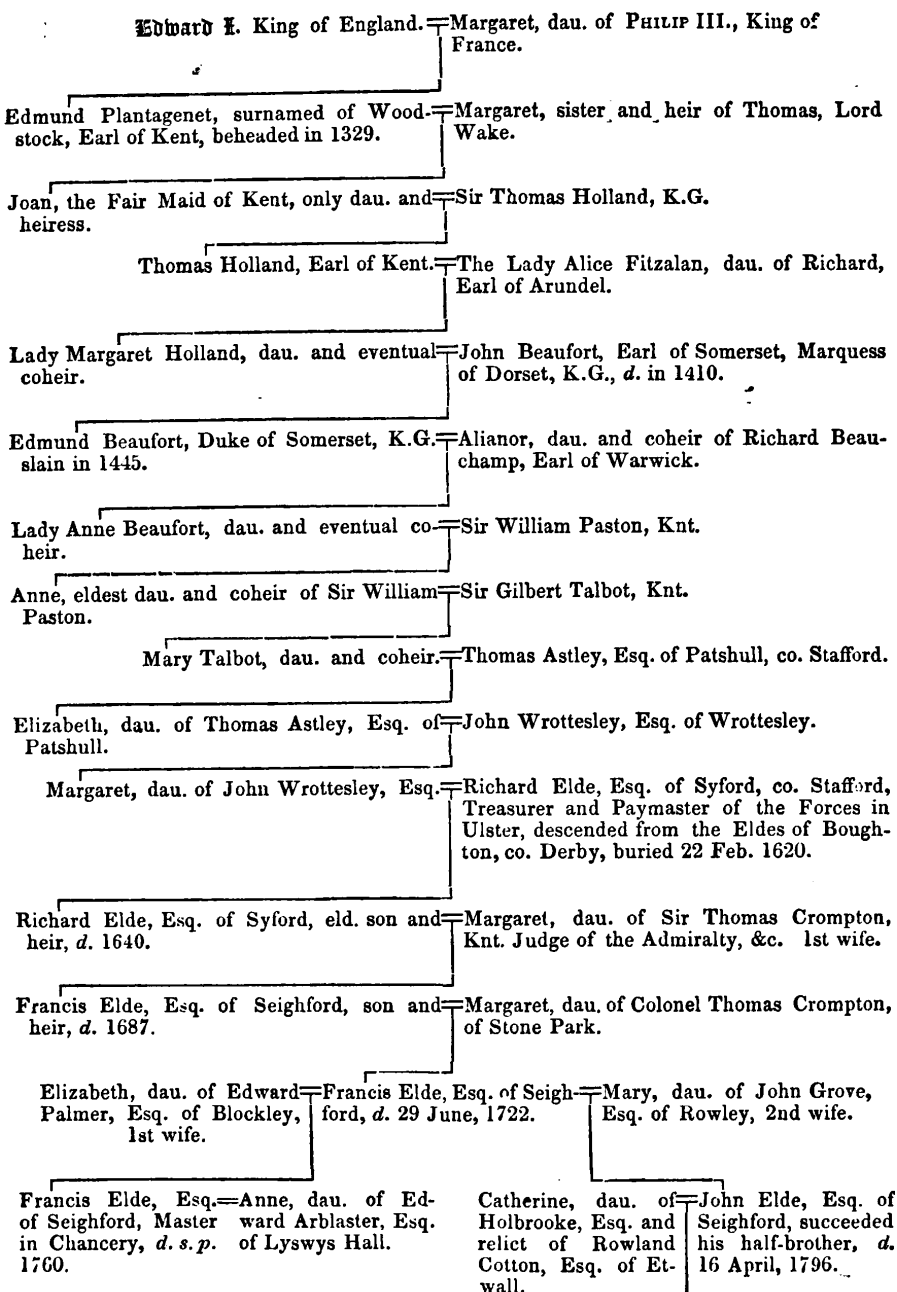 Edward I. King of England. Margaret, dau. of PHILIP III., King of
France.
Edmund Plantagenet, surnamed of Wood-
stock, Earl of Kent, beheaded in 1329.
Margaret, sister and heir of Thomas, Lord
Wake.
Joan, the Fair Maid of Kent, only dau. and
heiress.
Sir Thomas Holland, K.G.
Thomas Holland, Earl of Kent.
The Lady Alice Fitzalan, dau. of Richard,
Earl of Arundel.
Lady Margaret Holland, dau. and eventual
coheir.
John Beaufort, Earl of Somerset, Marquess
of Dorset, K.G., d. in 1410.
Edmund Beaufort, Duke of Somerset, K.G.
slain in 1445.
Alianor, dau. and coheir of Richard Beau-
champ, Earl of Warwick.
Lady Anne Beaufort, dau. and eventual co-
heir.
Sir William Paston, Knt.
Anne, eldest dau. and coheir of Sir William
Paston.
Sir Gilbert Talbot, Knt.
Mary Talbot, dau. and coheir.
Thomas Astley, Esq. of Patshull, co. Stafford.
Elizabeth, dau. of Thomas Astley, Esq. of
Patshull.
John Wrottesley, Esq. of Wrottesley.
Margaret, dau. of John Wrottesley, Esq.
Richard Elde, Esq. of Syford, co. Stafford,
Treasurer and Paymaster of the Forces in
Ulster, descended from the Eldes of Bough-
ton, co. Derby, buried 22 Feb. 1620.
Richard Elde, Esq. of Syford, eld. son and
heir, d. 1640.
Margaret, dau. of Sir Thomas Crompton,
Knt. Judge of the Admiralty, &c. 1st wife.
Francis Elde, Esq. of Seighford, son and
heir, d. 1687.
Margaret, dau. of Colonel Thomas Crompton,
of Stone Park.
Elizabeth, dau. of Edward
Palmer, Esq. of Blockley,
1st wife.
Francis Elde, Esq. of Seigh-
ford, d. 29 June, 1722.
Mary, dau. of John Grove,
Esq. of Rowley, 2nd wife.
Francis Elde, Esq.
of Seighford, Master
in Chancery, d. s. p.
1760.
Anne, dau. of Ed-
ward Arblaster, Esq.
of Lyswys Hall.
Catherine, dau. of
Holbrooke, Esq. and
relict of Rowland
Cotton, Esq. of Et-
wall.
John Elde, Esq. of
Seighford, succeeded
his half-brother, d.
16 April, 1796.